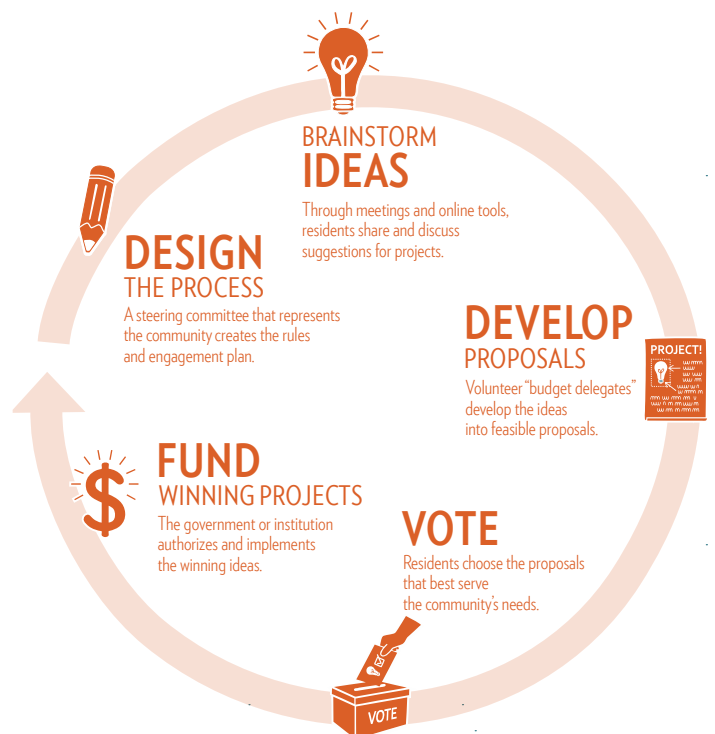 BRAINSTORM
IDEAS
Through meetings and online tools,
residents share and discuss
suggestions for projects.
DESIGN
THE PROCESS
A steering committee that represents
the community creates the rules
and engagement plan.
DEVELOP
PROPOSALS
Volunteer “budget delegates”
develop the ideas
into feasible proposals.
PROJECT!
FUND
WINNING PROJECTS
The government or institution
authorizes and implements
the winning ideas.
VOTE
Residents choose the proposals
that best serve
the community's needs.
VOTE